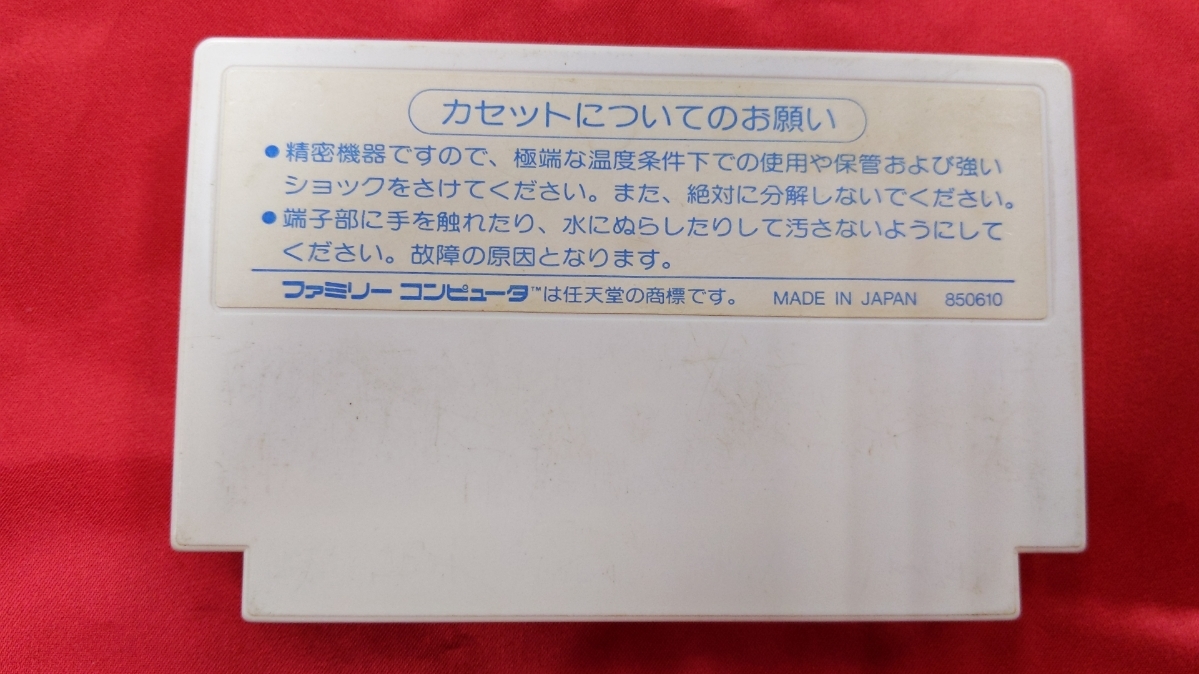 カセットについてのお願い
●精密機器ですので、極端な温度条件下での使用や保管および強い
ショックをさけてください。また、絶対に分解しないでください。
●端子部に手を触れたり、水にぬらしたりして汚さないようにして
ください。故障の原因となります。
ファミリー コンピュータ™は任天堂の商標です。 MADE IN JAPAN 850610